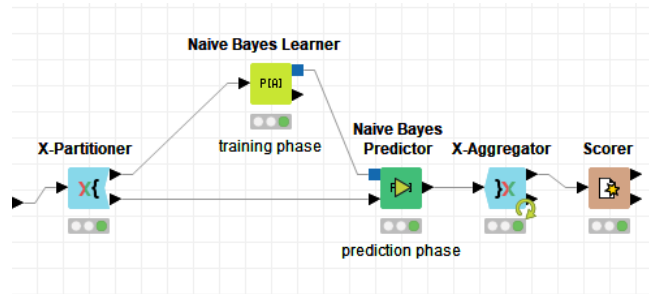 Naive Bayes Learner
P[A]
training phase
X-Partitioner
X{
Naive Bayes
Predictor
X-Aggregator
}X
Scorer
prediction phase